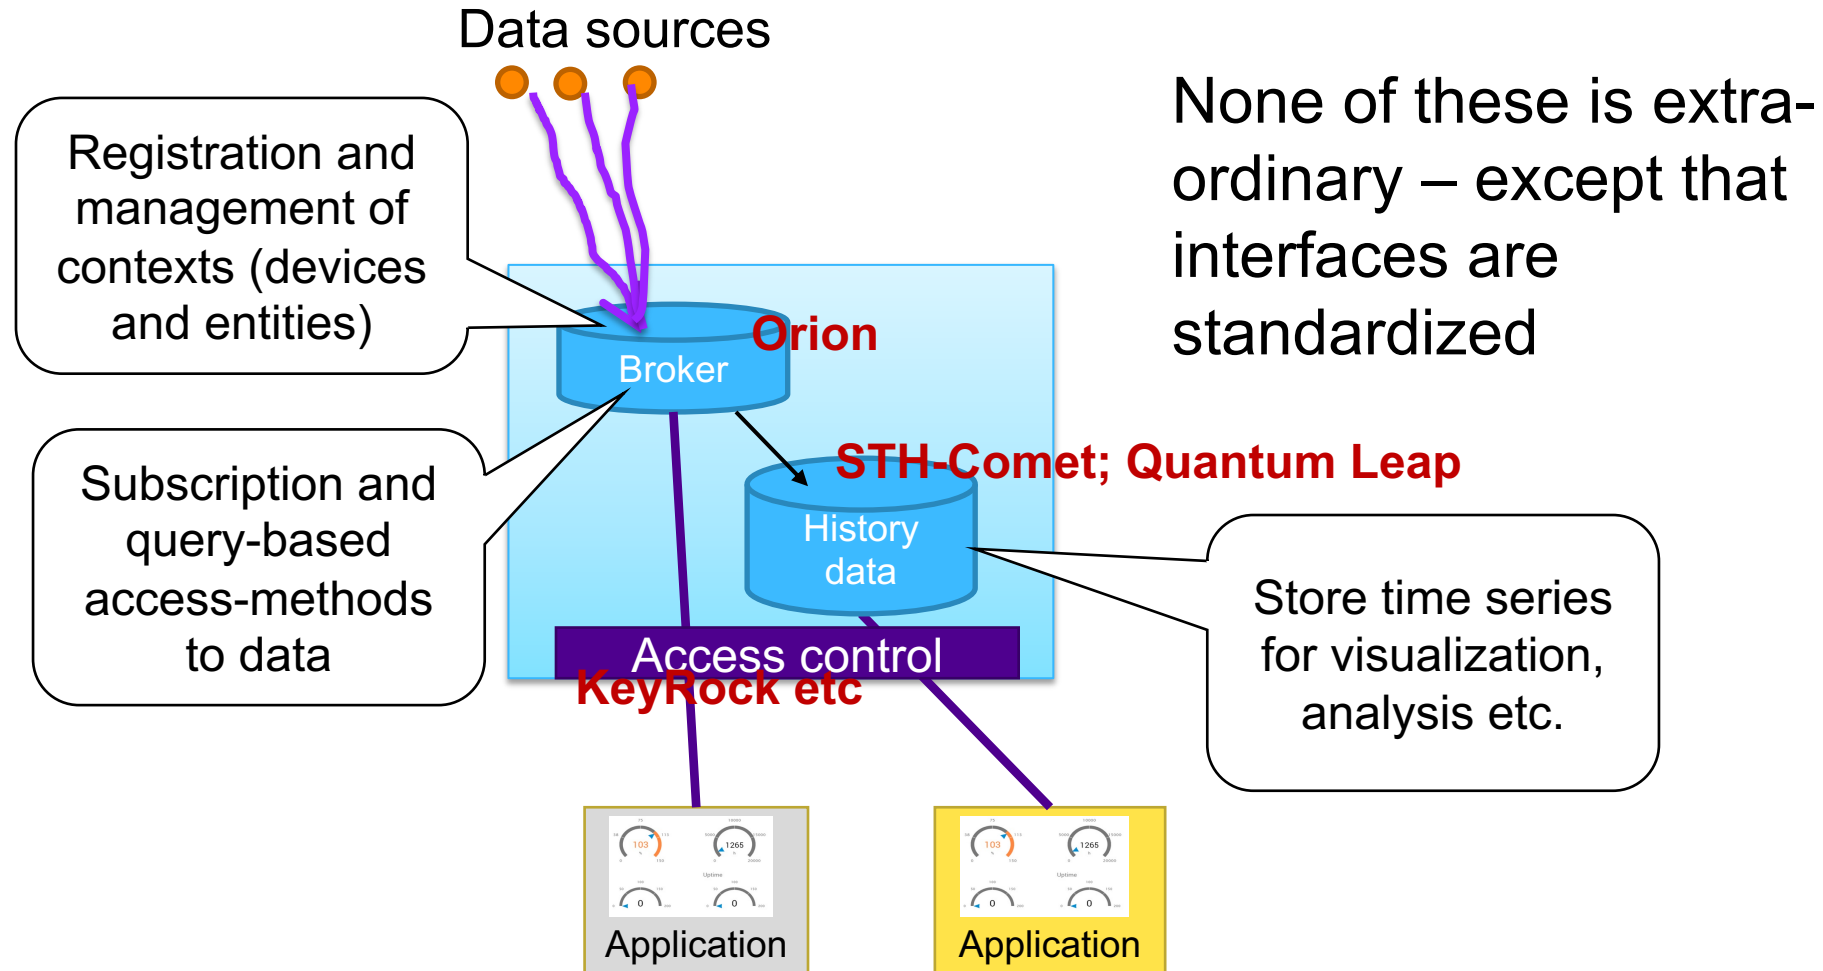 Data sources
None of these is extra-
ordinary – except that
interfaces are
standardized
Registration and
management of
contexts (devices
and entities)
Orion
Broker
Subscription and
query-based
access-methods
to data
STH-Comet; Quantum Leap
History
data
Store time series
for visualization,
analysis etc.
Access control
KeyRock etc
103
1265
Uptime
0
0
Application
103
1265
Uptime
0
0
Application